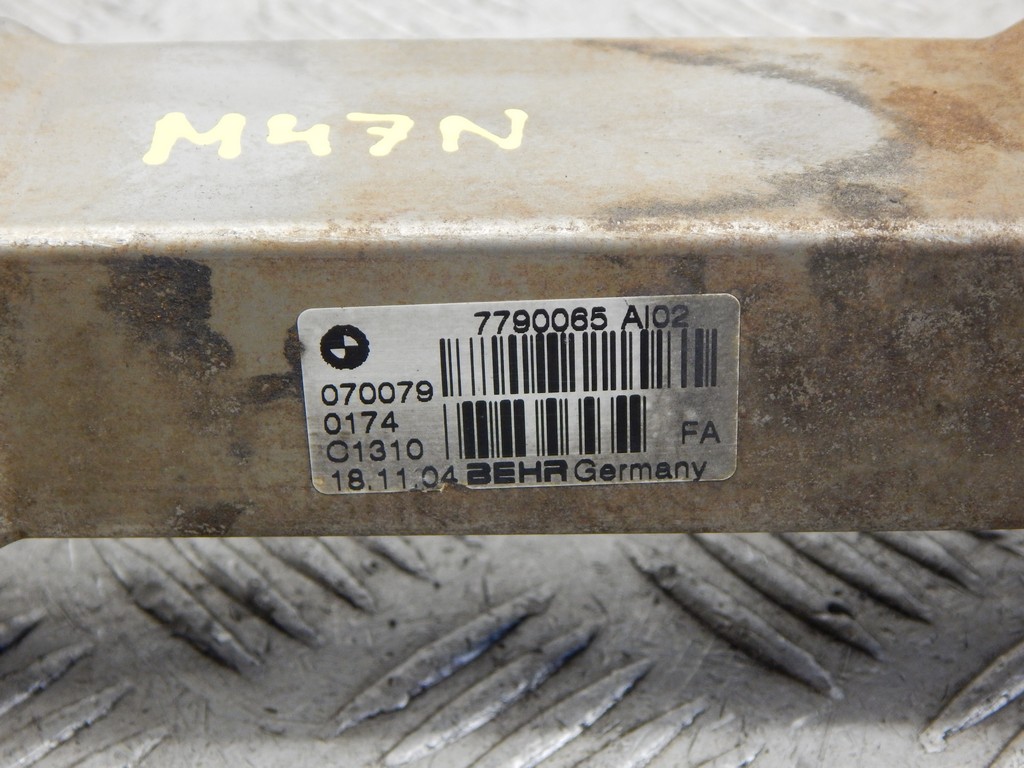 M47N
7790065 AI02
070079
0174
C1310
FA
18.11.04 BEHR Germany